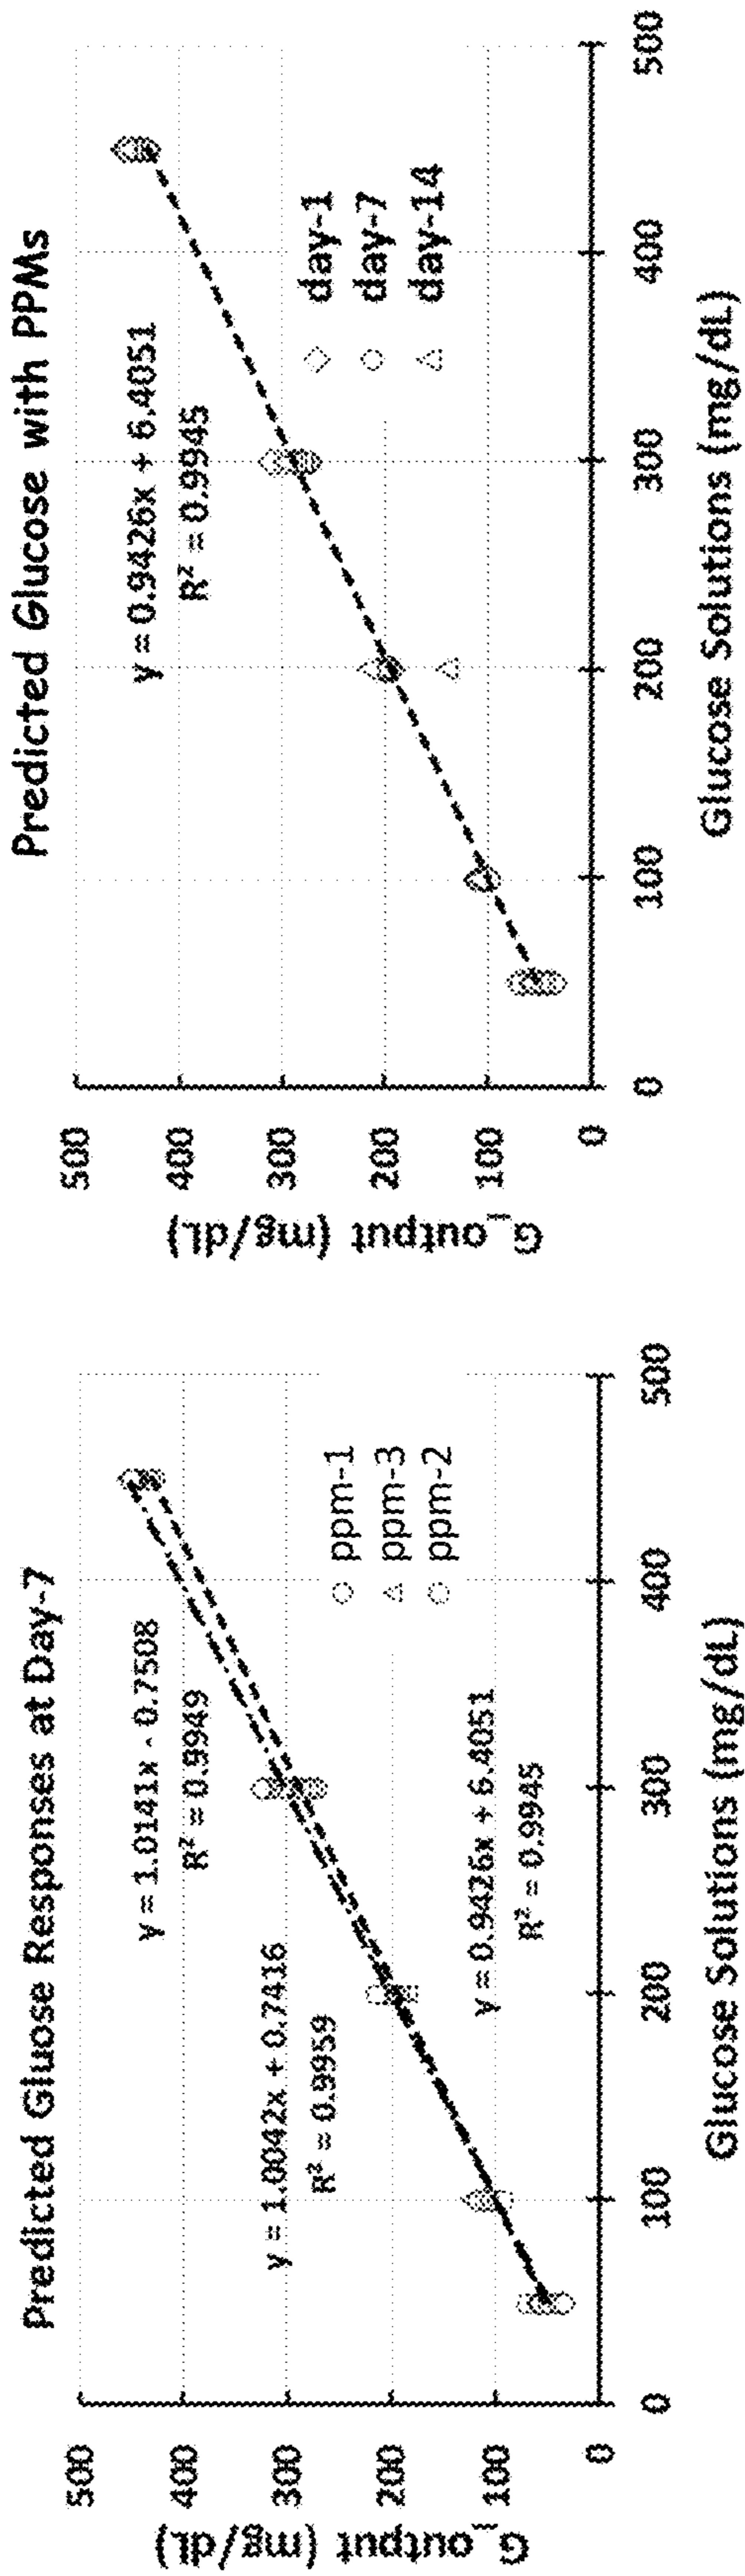 Predicted Gluose Responses at Day-7
G_output (mg/dL)
500
400
300
200
100
0
y = 1.0141x - 0.7508
R² = 0.9949
y = 1.0042x + 0.7416
R² = 0.9959
y = 0.9426x + 6.4051
R² = 0.9945
ppm-1
ppm-3
ppm-2
0 100 200 300 400 500
Glucose Solutions (mg/dL)
Predicted Glucose with PPMs
G_output (mg/dL)
500
400
300
200
100
0
y = 0.9426x + 6.4051
R² = 0.9945
day-1
day-7
day-14
0 100 200 300 400 500
Glucose Solutions (mg/dL)